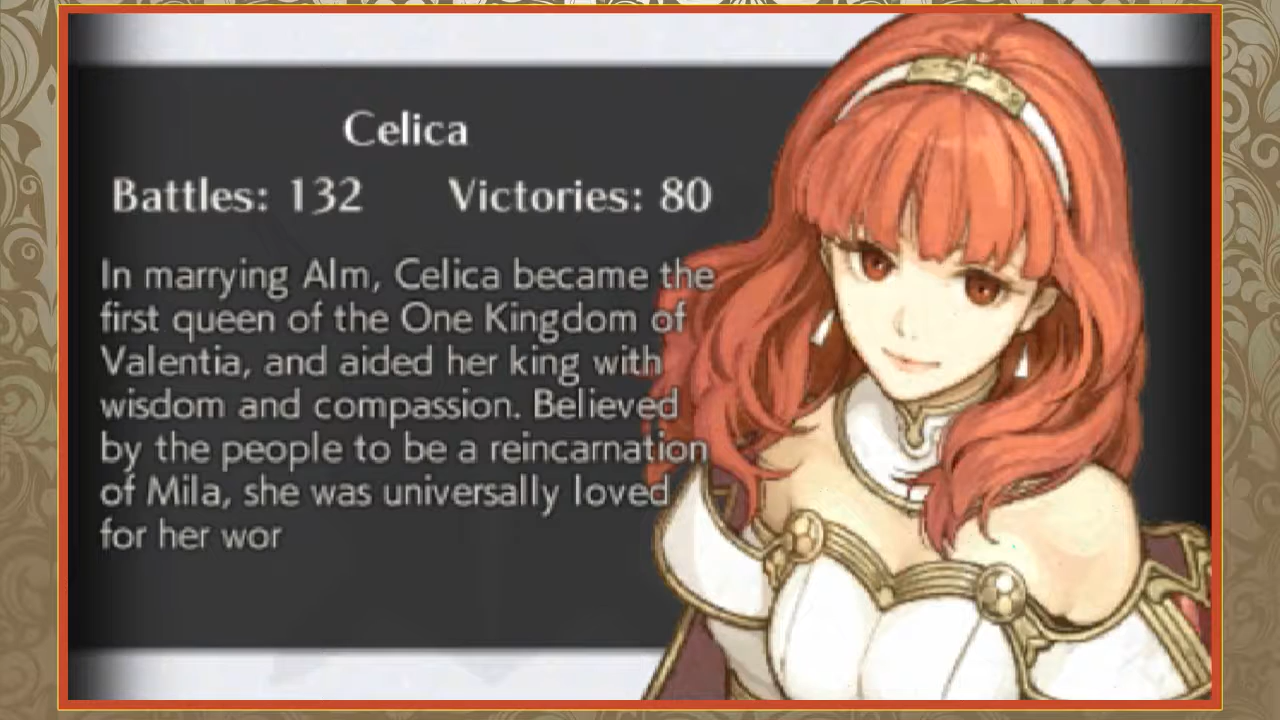 Celica
Battles: 132 Victories: 80
In marrying Alm, Celica became the
first queen of the One Kingdom of
Valentia, and aided her king with
wisdom and compassion. Believed
by the people to be a reincarnation
of Mila, she was universally loved
for her wor